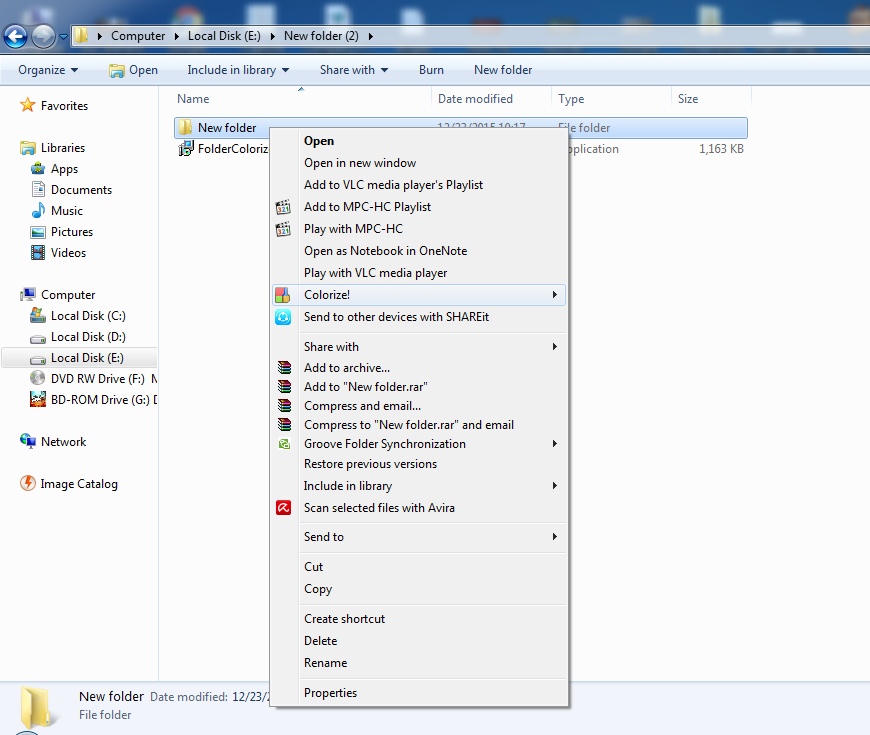 Computer Local Disk (E:) New folder (2)
Organize Open Include in library Share with Burn New folder
Name Date modified Type Size
New folder 12/23/2015 10:17 File folder
FolderColoriz pplication 1,163 KB
Favorites
Libraries
Apps
Documents
Music
Pictures
Videos
Computer
Local Disk (C:)
Local Disk (D:)
Local Disk (E:)
DVD RW Drive (F:) M
BD-ROM Drive (G:) D
Network
Image Catalog
Open
Open in new window
Add to VLC media player's Playlist
321 Add to MPC-HC Playlist
321 Play with MPC-HC
Open as Notebook in OneNote
Play with VLC media player
Colorize!
Send to other devices with SHAREit
Share with
Add to archive...
Add to "New folder.rar"
Compress and email...
Compress to "New folder.rar" and email
Groove Folder Synchronization
Restore previous versions
Include in library
Scan selected files with Avira
Send to
Cut
Copy
Create shortcut
Delete
Rename
Properties
New folder Date modified: 12/23/2
File folder